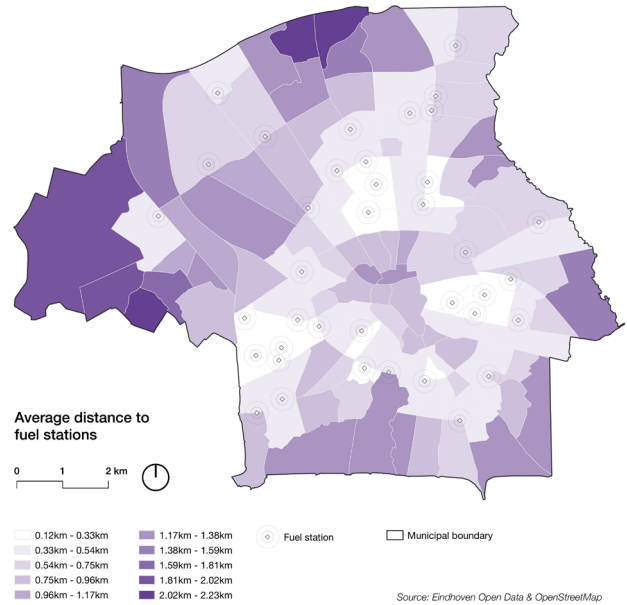 Average distance to
fuel stations
0 1 2 km
0.12km - 0.33km
0.33km - 0.54km
0.54km - 0.75km
0.75km - 0.96km
0.96km - 1.17km
1.17km - 1.38km
1.38km - 1.59km
1.59km - 1.81km
1.81km - 2.02km
2.02km - 2.23km
Fuel station
Municipal boundary
Source: Eindhoven Open Data & OpenStreetMap